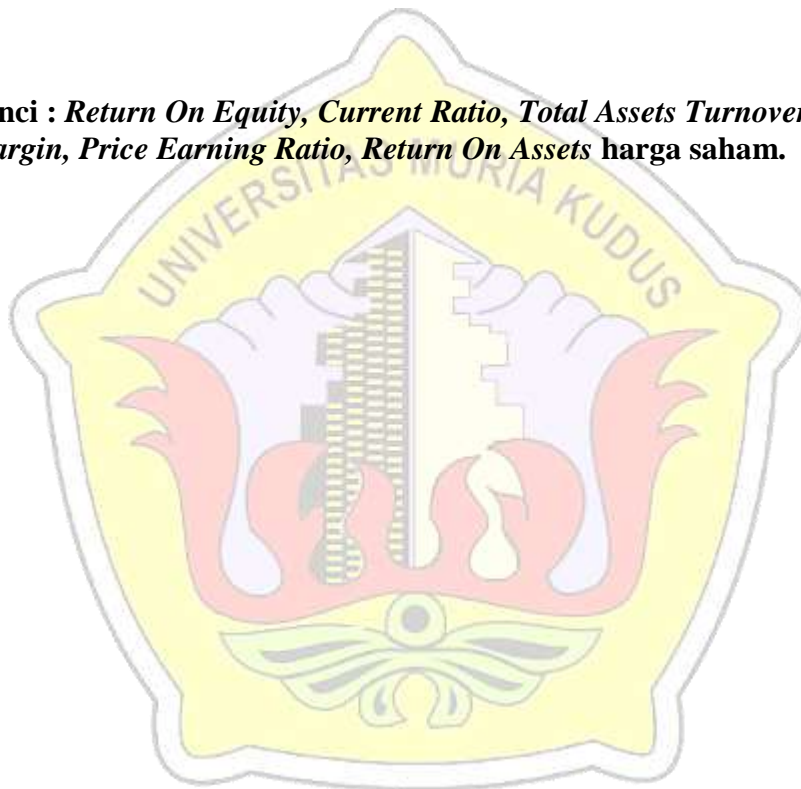 nci : Return On Equity, Current Ratio, Total Assets Turnover
argin, Price Earning Ratio, Return On Assets harga saham.
UNIVERSITAS MURIA KUDUS